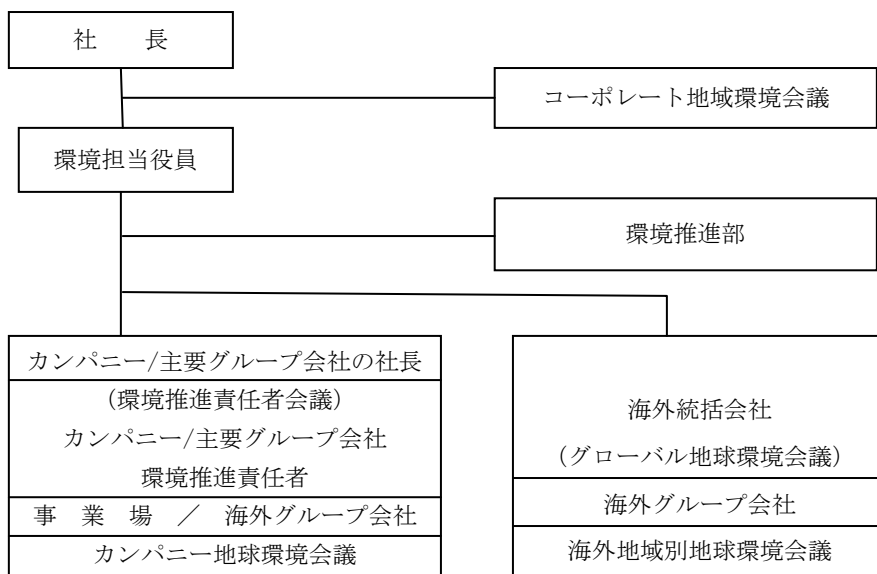 社　　長
コーポレート地域環境会議
環境担当役員
環境推進部
カンパニー/主要グループ会社の社長
(環境推進責任者会議)
カンパニー/主要グループ会社
環境推進責任者
事　業　場　／　海外グループ会社
カンパニー地球環境会議
海外統括会社
(グローバル地球環境会議)
海外グループ会社
海外地域別地球環境会議